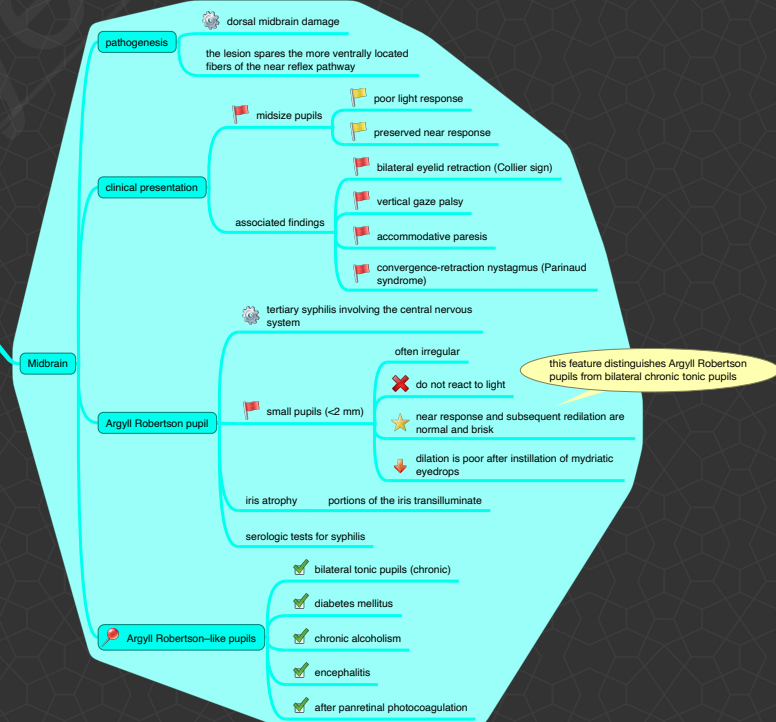 dorsal midbrain damage
pathogenesis
the lesion spares the more ventrally located
fibers of the near reflex pathway
poor light response
midsize pupils
preserved near response
bilateral eyelid retraction (Collier sign)
clinical presentation
vertical gaze palsy
associated findings
accommodative paresis
convergence-retraction nystagmus (Parinaud
syndrome)
tertiary syphilis involving the central nervous
system
often irregular
Midbrain
this feature distinguishes Argyll Robertson
pupils from bilateral chronic tonic pupils
do not react to light
small pupils (<2 mm)
Argyll Robertson pupil
near response and subsequent redilation are
normal and brisk
dilation is poor after instillation of mydriatic
eyedrops
iris atrophy
portions of the iris transilluminate
serologic tests for syphilis
bilateral tonic pupils (chronic)
diabetes mellitus
Argyll Robertson–like pupils
chronic alcoholism
encephalitis
after panretinal photocoagulation